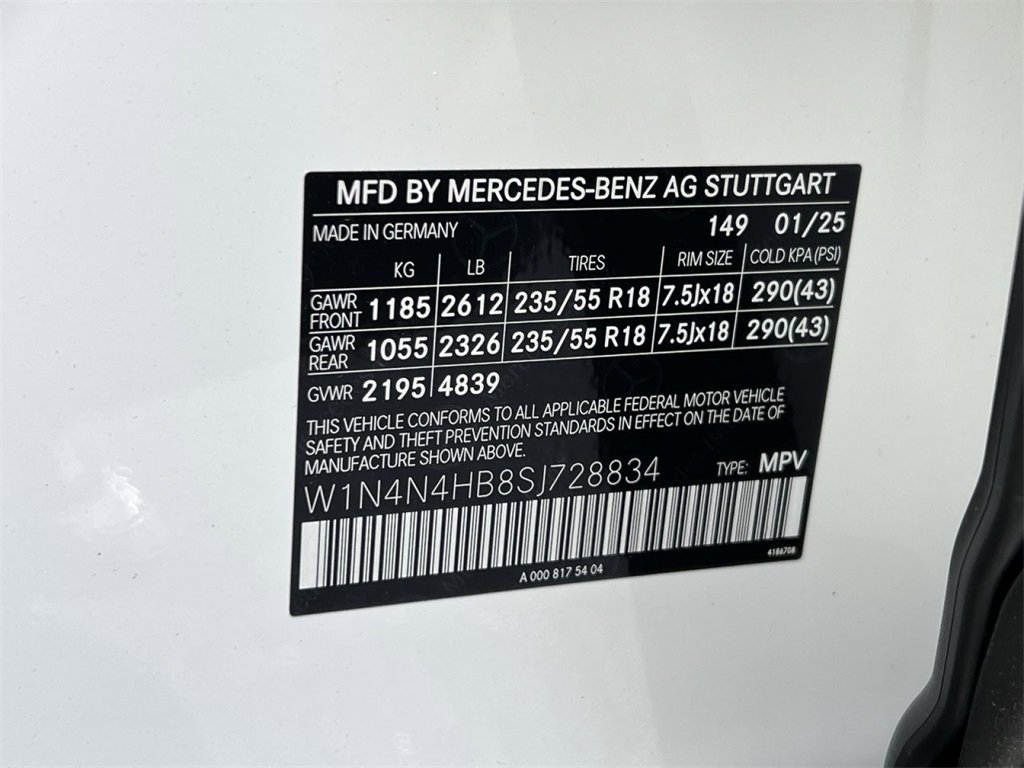 MFD BY MERCEDES-BENZ AG STUTTGART
MADE IN GERMANY 149 01/25
KG LB TIRES RIM SIZE COLD KPA (PSI)
GAWR FRONT 1185 2612 235/55 R18 7.5Jx18 290(43)
GAWR REAR 1055 2326 235/55 R18 7.5Jx18 290(43)
GVWR 2195 4839
THIS VEHICLE CONFORMS TO ALL APPLICABLE FEDERAL MOTOR VEHICLE
SAFETY AND THEFT PREVENTION STANDARDS IN EFFECT ON THE DATE OF
MANUFACTURE SHOWN ABOVE.
W1N4N4HB8SJ728834 TYPE: MPV
4186708
A 000 817 54 04